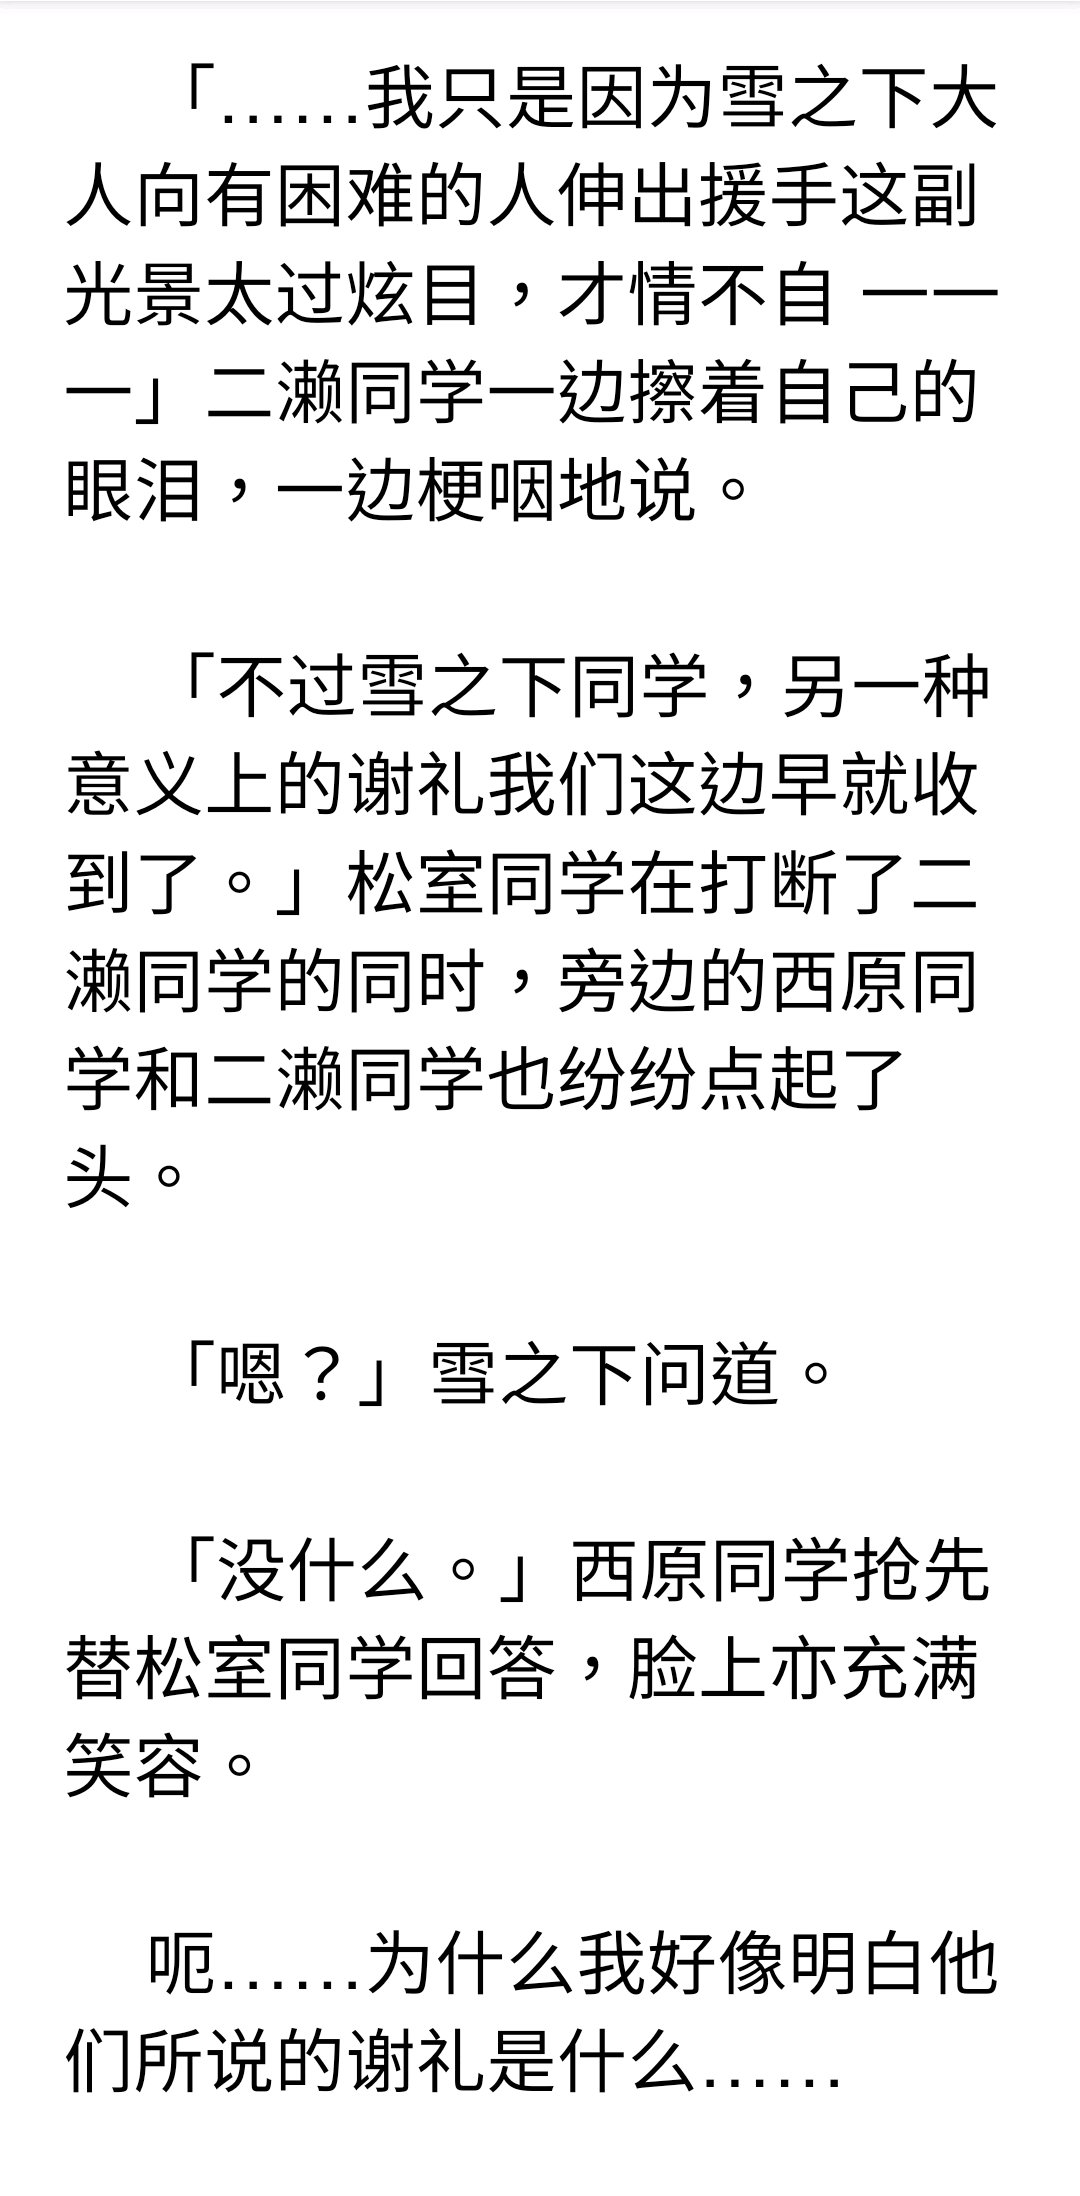 「……我只是因为雪之下大
人向有困难的人伸出援手这副
光景太过炫目，才情不自 一一
一」二濑同学一边擦着自己的
眼泪，一边梗咽地说。
「不过雪之下同学，另一种
意义上的谢礼我们这边早就收
到了。」松室同学在打断了二
濑同学的同时，旁边的西原同
学和二濑同学也纷纷点起了
头。
「嗯？」雪之下问道。
「没什么。」西原同学抢先
替松室同学回答，脸上亦充满
笑容。
呃……为什么我好像明白他
们所说的谢礼是什么……